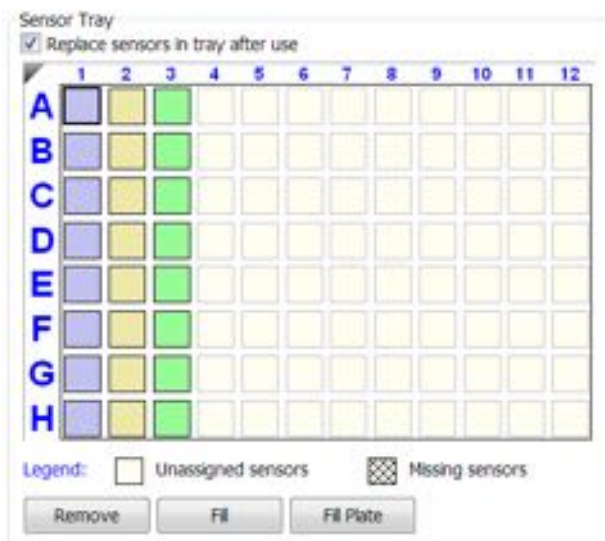 Sensor Tray
Replace sensors in tray after use
1 2 3 4 5 6 7 8 9 10 11 12
A
B
C
D
E
F
G
H
Legend: Unassigned sensors Missing sensors
Remove Fill Fill Plate